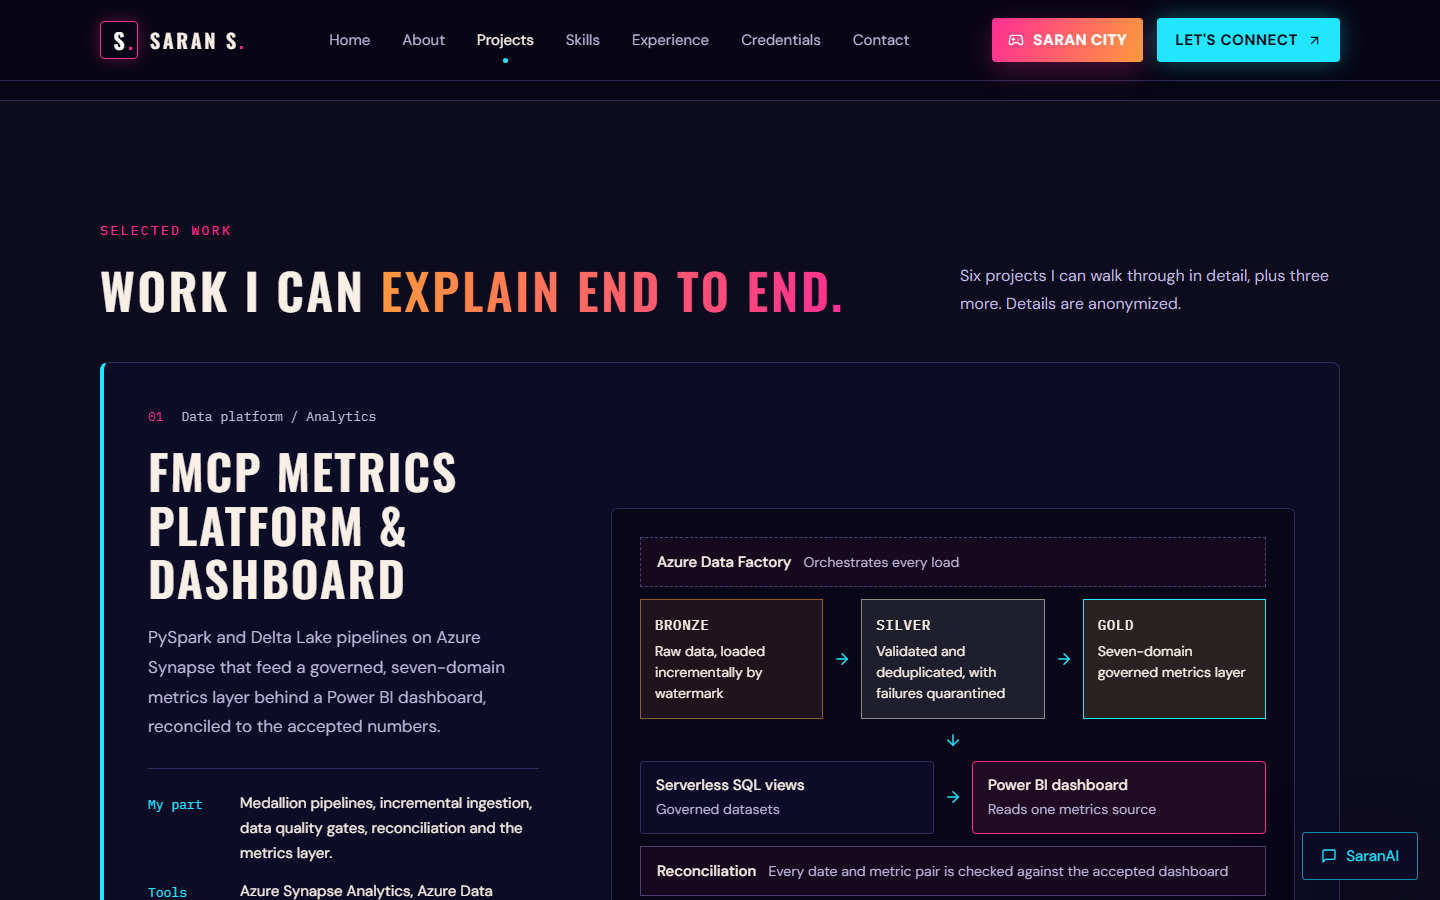 S. SARAN S.
Home About Projects Skills Experience Credentials Contact
SARAN CITY
LET'S CONNECT
SELECTED WORK
WORK I CAN EXPLAIN END TO END.
Six projects I can walk through in detail, plus three
more. Details are anonymized.
01 Data platform / Analytics
FMCP METRICS
PLATFORM &
DASHBOARD
PySpark and Delta Lake pipelines on Azure
Synapse that feed a governed, seven-domain
metrics layer behind a Power BI dashboard,
reconciled to the accepted numbers.
My part
Medallion pipelines, incremental ingestion,
data quality gates, reconciliation and the
metrics layer.
Tools
Azure Synapse Analytics, Azure Data
Azure Data Factory Orchestrates every load
BRONZE
Raw data, loaded
incrementally by
watermark
SILVER
Validated and
deduplicated, with
failures quarantined
GOLD
Seven-domain
governed metrics layer
Serverless SQL views
Governed datasets
Power BI dashboard
Reads one metrics source
Reconciliation Every date and metric pair is checked against the accepted dashboard
SaranAI